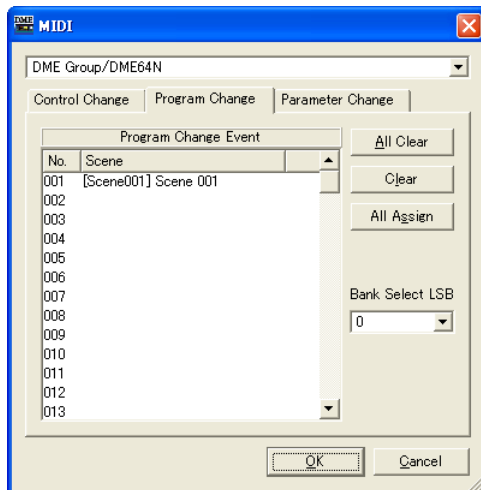 DME MIDI
DME Group/DME64N
Control Change Program Change Parameter Change
Program Change Event
No. Scene
001 [Scene001] Scene 001
002
003
004
005
006
007
008
009
010
011
012
013
All Clear
Clear
All Assign
Bank Select LSB
0
OK Cancel